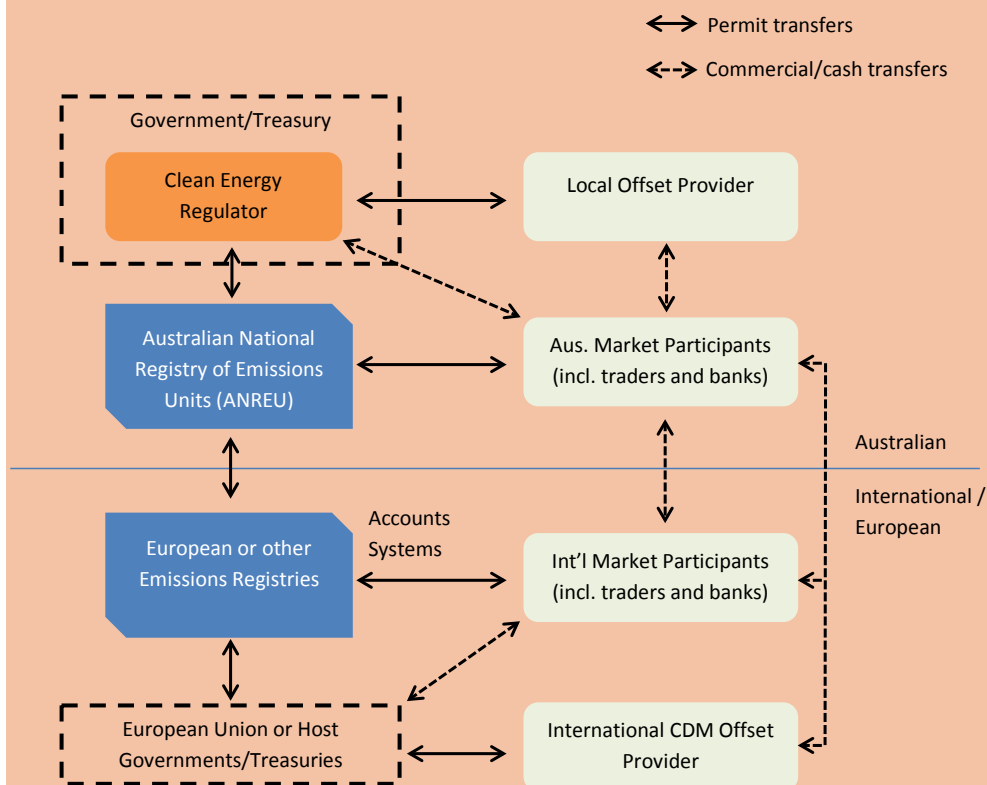 Permit transfers
Commercial/cash transfers
Government/Treasury
Clean Energy
Regulator
Local Offset Provider
Australian National
Registry of Emissions
Units (ANREU)
Aus. Market Participants
(incl. traders and banks)
Australian
International /
European
Accounts
Systems
European or other
Emissions Registries
Int'l Market Participants
(incl. traders and banks)
European Union or Host
Governments/Treasuries
International CDM Offset
Provider